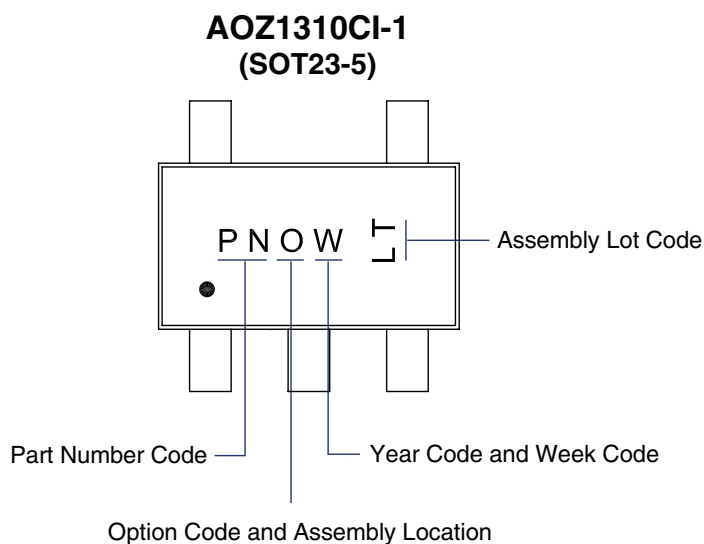 AOZ1310CI-1
(SOT23-5)
P N O W
LT
Assembly Lot Code
Part Number Code
Year Code and Week Code
Option Code and Assembly Location